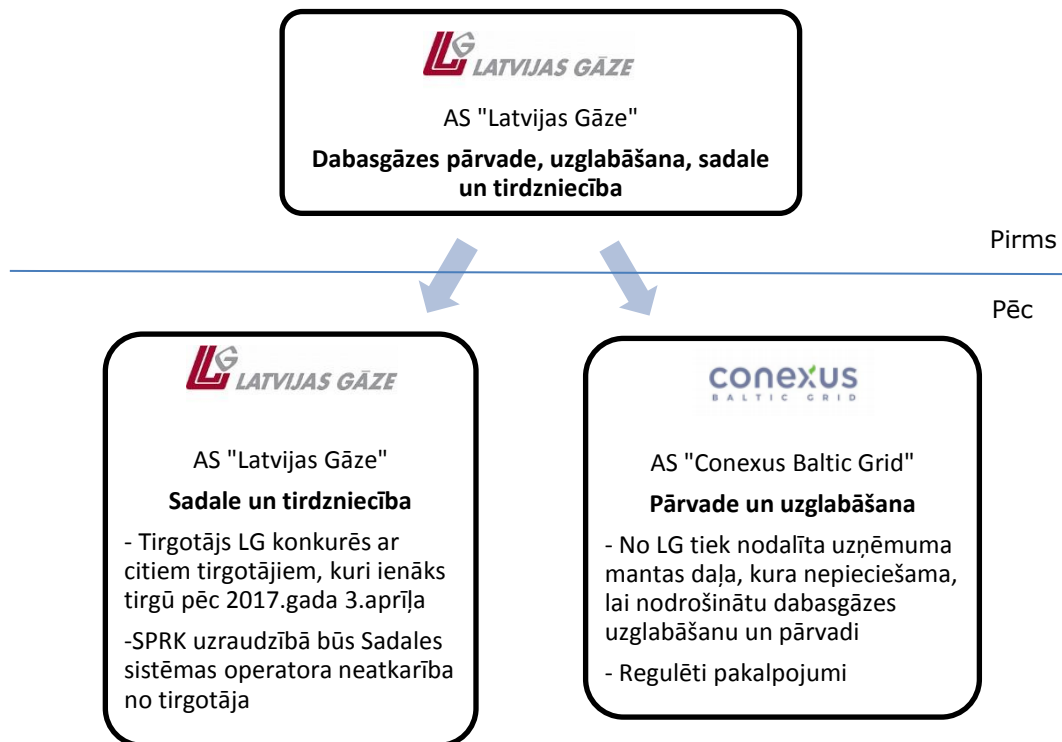 LG LATVIJAS GĀZE
AS "Latvijas Gāze"
Dabasgāzes pārvade, uzglabāšana, sadale
un tirdzniecība
Pirms
Pēc
LG LATVIJAS GĀZE
AS "Latvijas Gāze"
Sadale un tirdzniecība
- Tirgotājs LG konkurēs ar
citiem tirgotājiem, kuri ienāks
tirgū pēc 2017.gada 3.aprīļa
-SPRK uzraudzībā būs Sadales
sistēmas operatora neatkarība
no tirgotāja
conexus
BALTIC GRID
AS "Conexus Baltic Grid"
Pārvade un uzglabāšana
- No LG tiek nodalīta uzņēmuma
mantas daļa, kura nepieciešama,
lai nodrošinātu dabasgāzes
uzglabāšanu un pārvadi
- Regulēti pakalpojumi